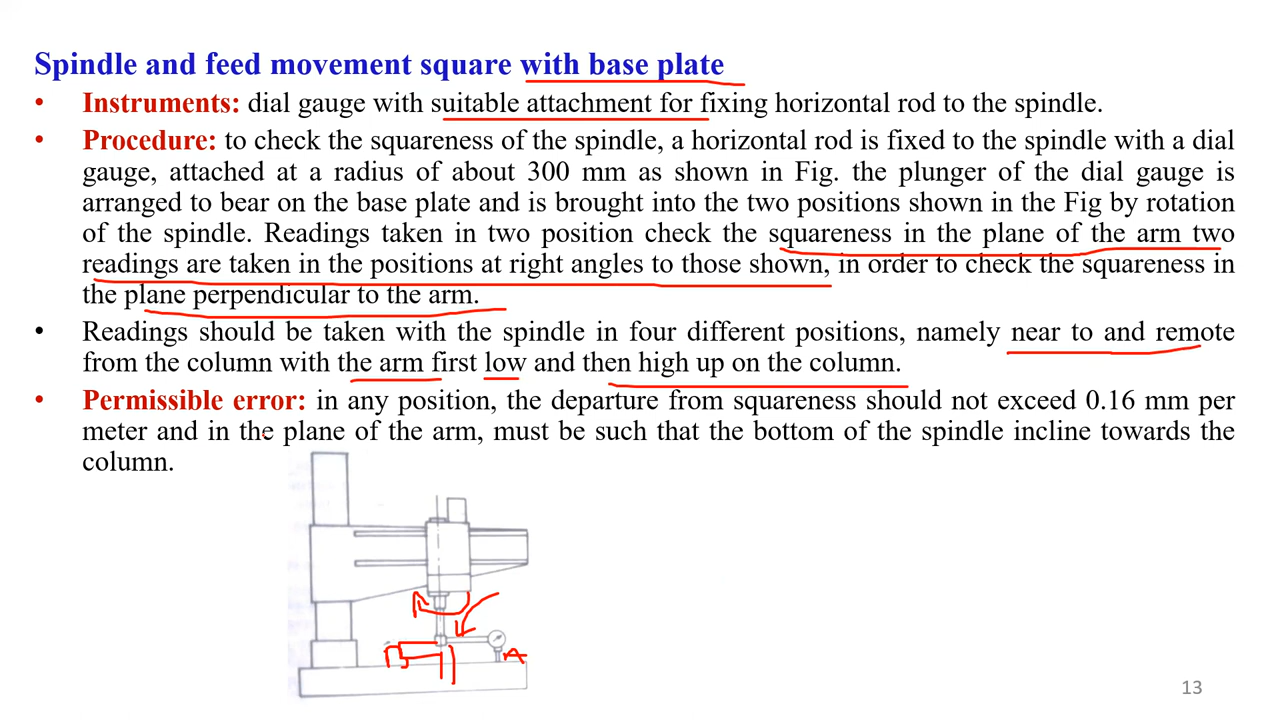 Spindle and feed movement square with base plate
• Instruments: dial gauge with suitable attachment for fixing horizontal rod to the spindle.
• Procedure: to check the squareness of the spindle, a horizontal rod is fixed to the spindle with a dial
gauge, attached at a radius of about 300 mm as shown in Fig. the plunger of the dial gauge is
arranged to bear on the base plate and is brought into the two positions shown in the Fig by rotation
of the spindle. Readings taken in two position check the squareness in the plane of the arm two
readings are taken in the positions at right angles to those shown, in order to check the squareness in
the plane perpendicular to the arm.
• Readings should be taken with the spindle in four different positions, namely near to and remote
from the column with the arm first low and then high up on the column.
• Permissible error: in any position, the departure from squareness should not exceed 0.16 mm per
meter and in the plane of the arm, must be such that the bottom of the spindle incline towards the
column.
A
13